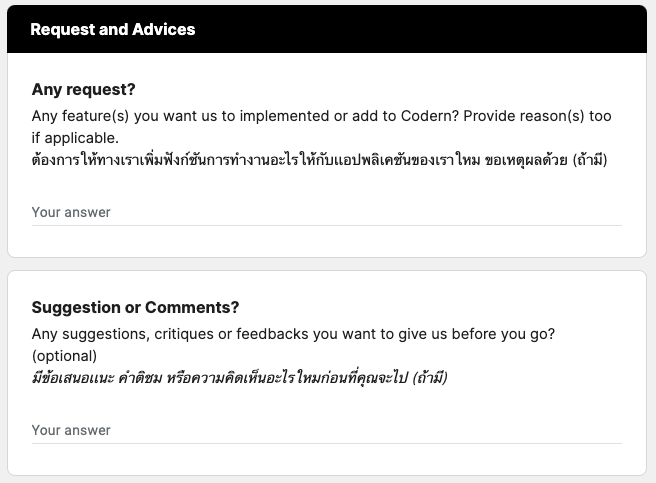 Request and Advices
Any request?
Any feature(s) you want us to implemented or add to Codern? Provide reason(s) too
if applicable.
ต้องการให้ทางเราเพิ่มฟังก์ชันการทำงานอะไรให้กับแอปพลิเคชันของเราไหม ขอเหตุผลด้วย (ถ้ามี)
Your answer
Suggestion or Comments?
Any suggestions, critiques or feedbacks you want to give us before you go?
(optional)
มีข้อเสนอแนะ คำติชม หรือความคิดเห็นอะไรไหมก่อนที่คุณจะไป (ถ้ามี)
Your answer